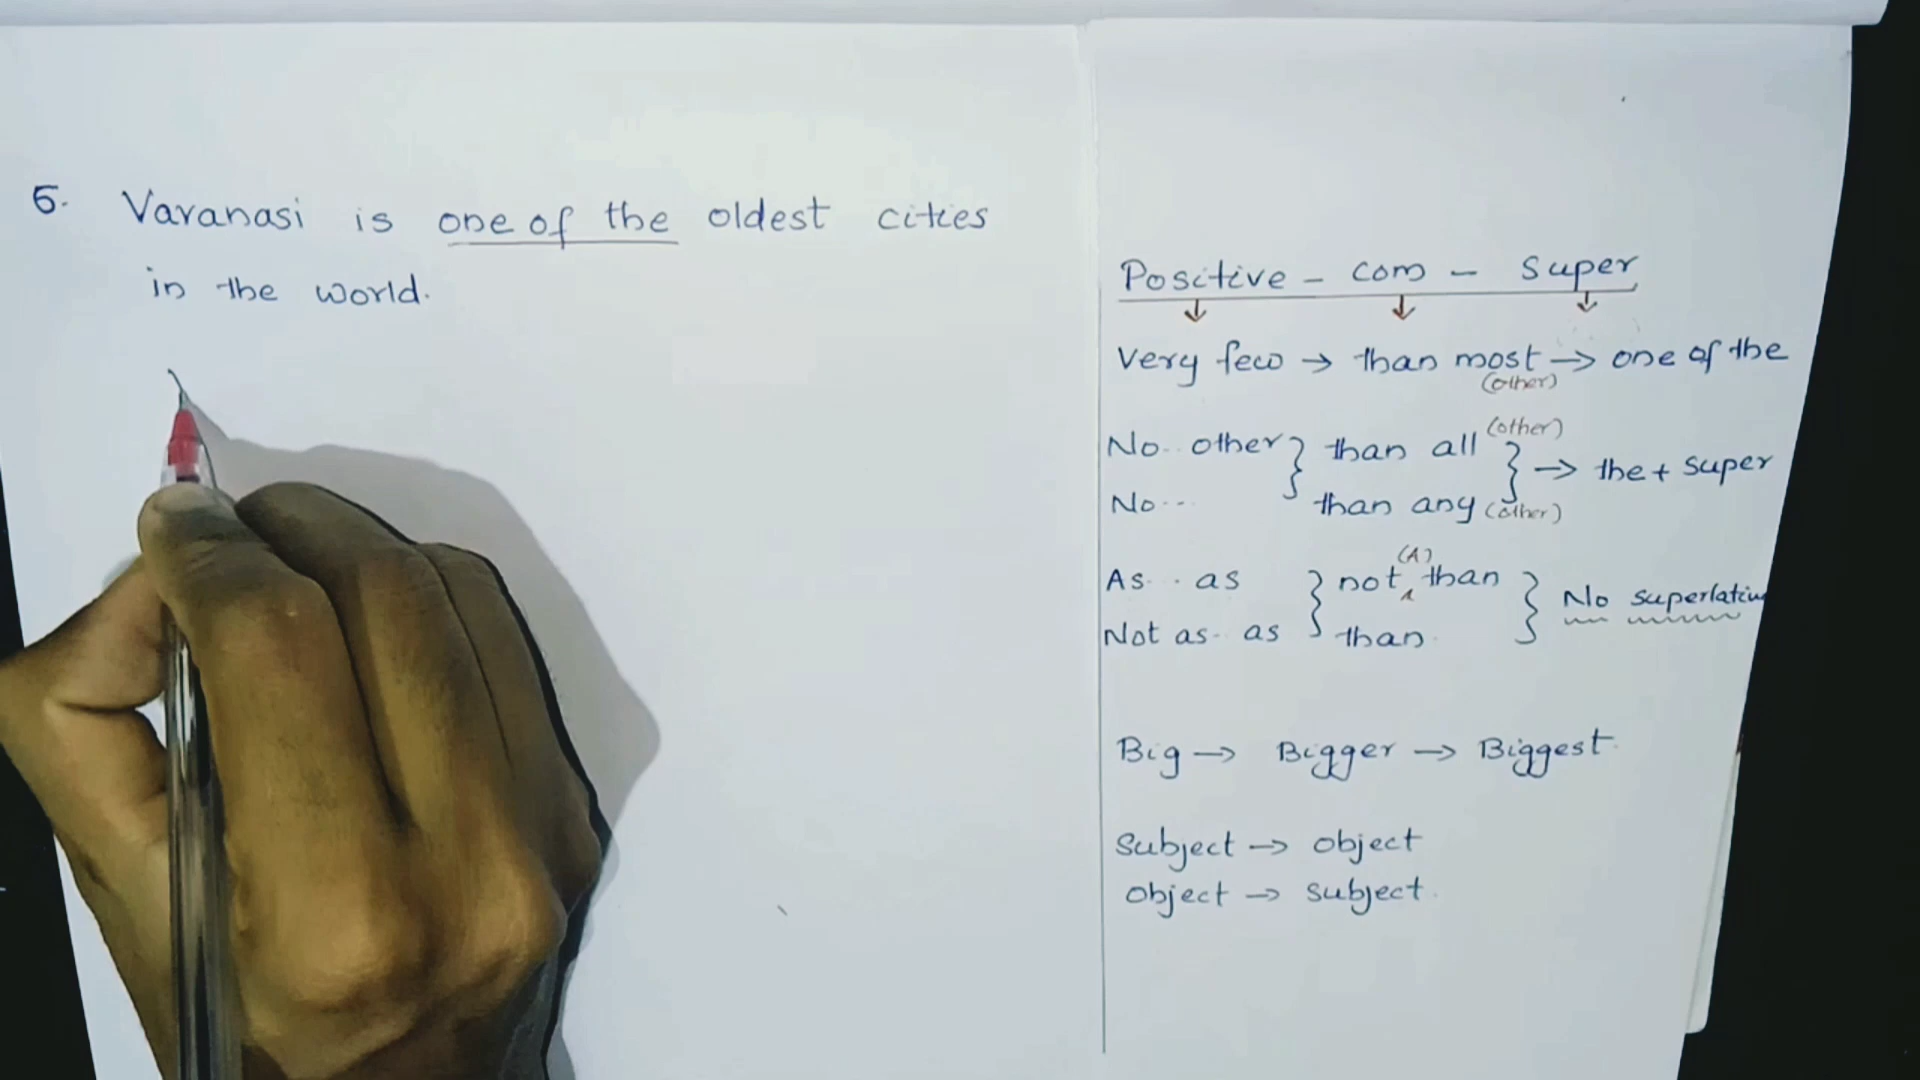 5. Varanasi is one of the oldest cities
in the world.
Positive - com - super
Very few → than most → one of the
(other)
No.. other } than all (other) } → the + super
No... than any (other)
As.. as } not (A) than } No superlative
Not as.. as than.
Big → Bigger → Biggest.
Subject → object
object → subject.